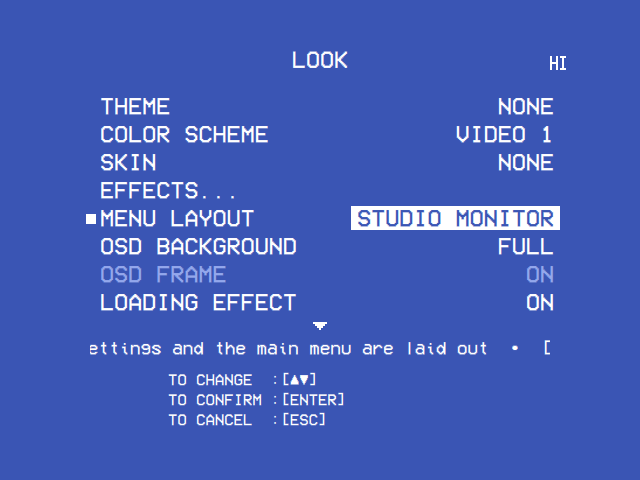 LOOK
HI
THEME NONE
COLOR SCHEME VIDEO 1
SKIN NONE
EFFECTS...
MENU LAYOUT STUDIO MONITOR
OSD BACKGROUND FULL
OSD FRAME ON
LOADING EFFECT ON
ettings and the main menu are laid out • [
TO CHANGE :[▲▼]
TO CONFIRM :[ENTER]
TO CANCEL :[ESC]